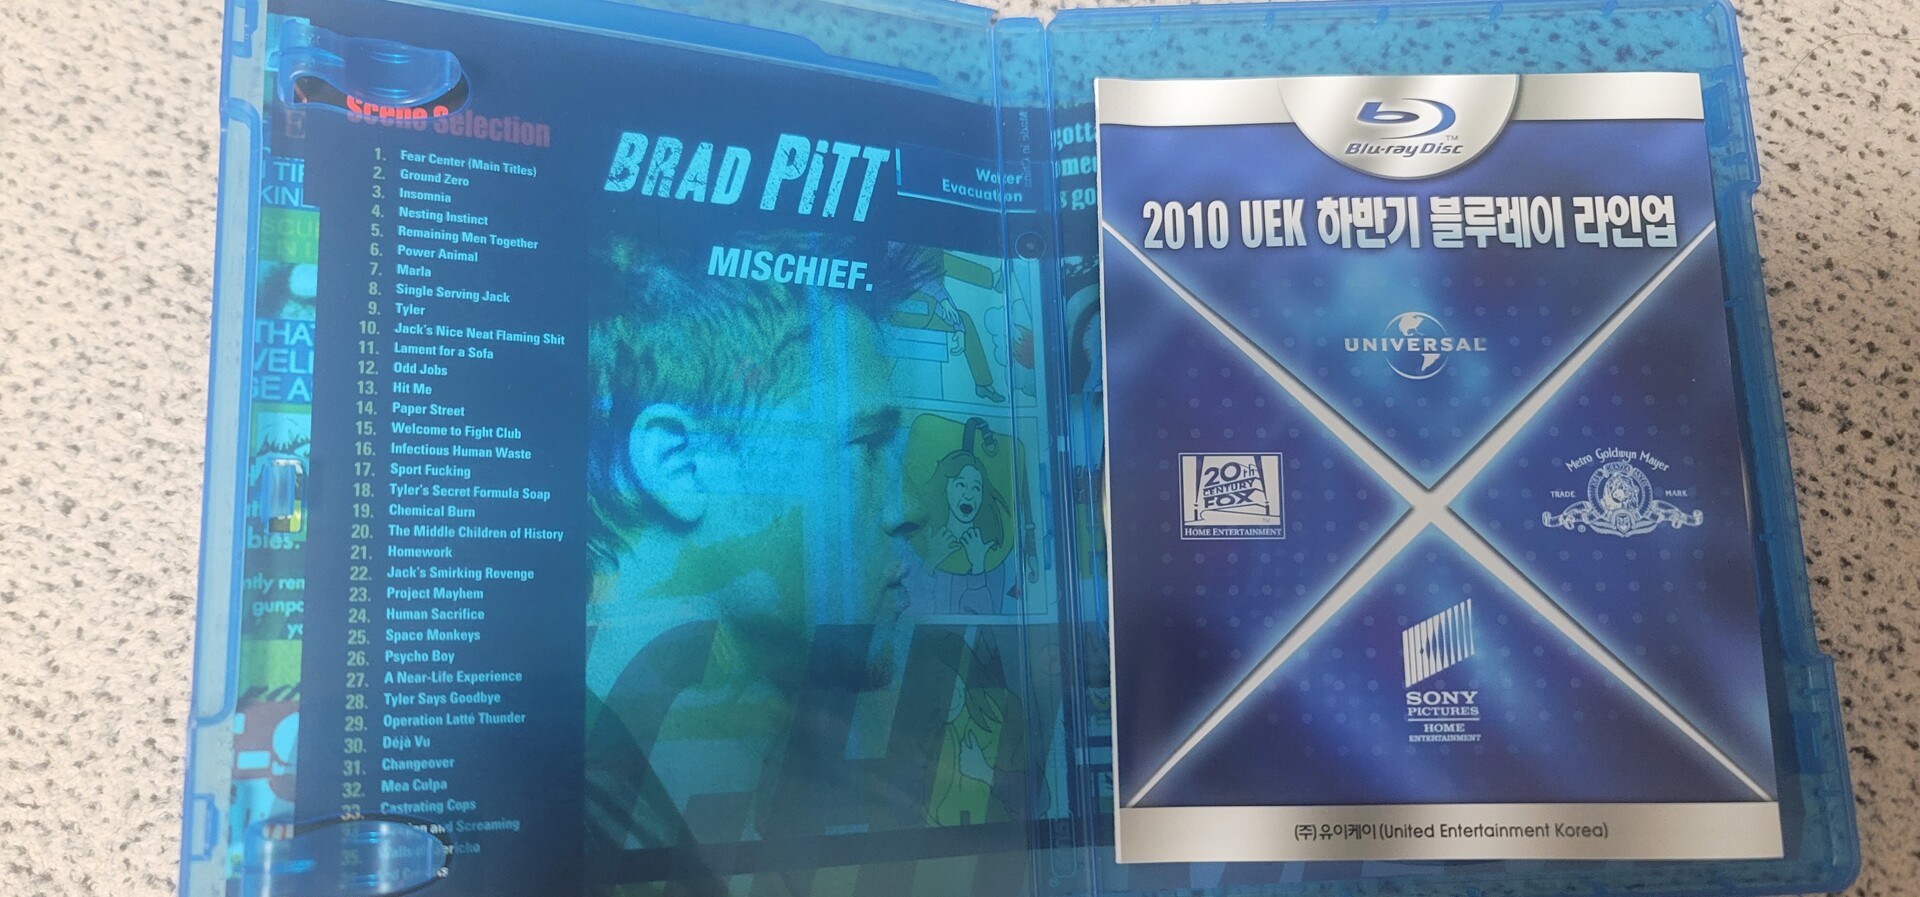 Scene Selection
1. Fear Center (Main Titles)
2. Ground Zero
3. Insomnia
4. Nesting Instinct
5. Remaining Men Together
6. Power Animal
7. Marla
8. Single Serving Jack
9. Tyler
10. Jack's Nice Neat Flaming Shit
11. Lament for a Sofa
12. Odd Jobs
13. Hit Me
14. Paper Street
15. Welcome to Fight Club
16. Infectious Human Waste
17. Sport Fucking
18. Tyler's Secret Formula Soap
19. Chemical Burn
20. The Middle Children of History
21. Homework
22. Jack's Smirking Revenge
23. Project Mayhem
24. Human Sacrifice
25. Space Monkeys
26. Psycho Boy
27. A Near-Life Experience
28. Tyler Says Goodbye
29. Operation Latté Thunder
30. Déjà Vu
31. Changeover
32. Mea Culpa
33. Castrating Cops
and Screaming
35.
BRAD PiTT
MISCHIEF.
Water
Evacuation
Blu-ray Disc
TM
2010 UEK 하반기 블루레이 라인업
UNIVERSAL
20th
CENTURY
FOX
HOME ENTERTAINMENT
Metro Goldwyn Mayer
TRADE MARK
SONY
PICTURES
HOME
ENTERTAINMENT
(주)유이케이(United Entertainment Korea)